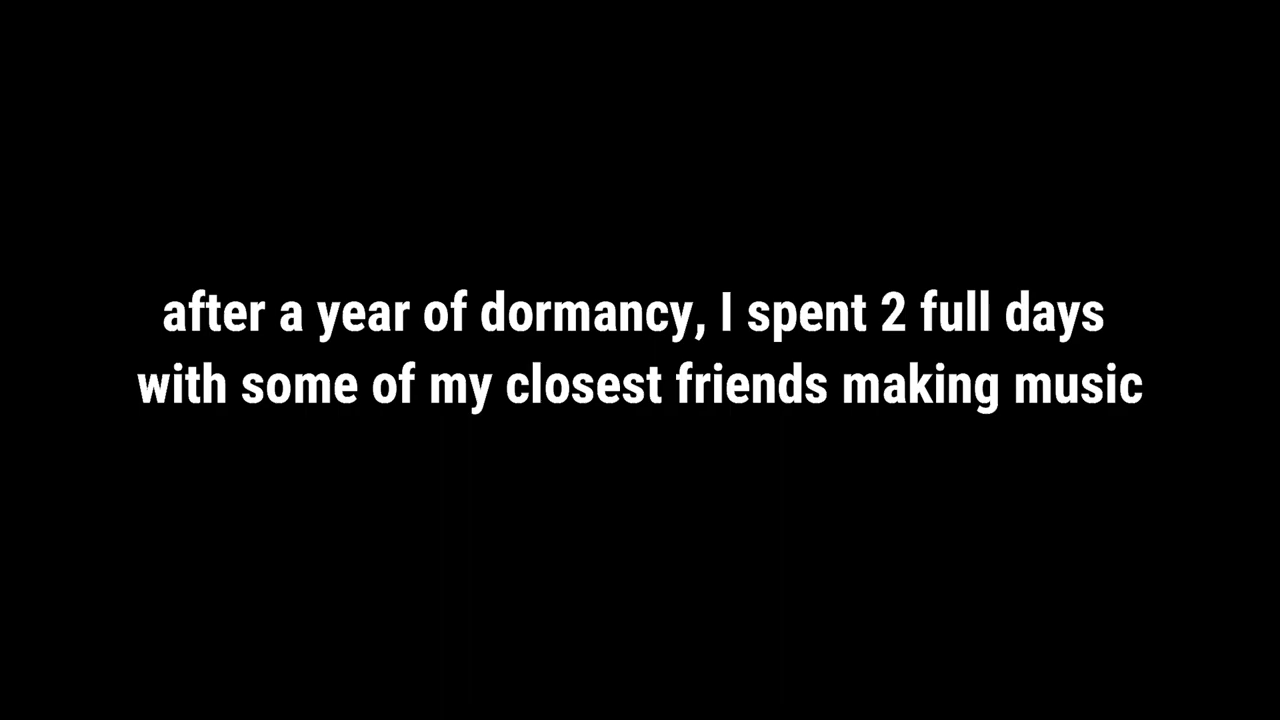 after a year of dormancy, I spent 2 full days
with some of my closest friends making music